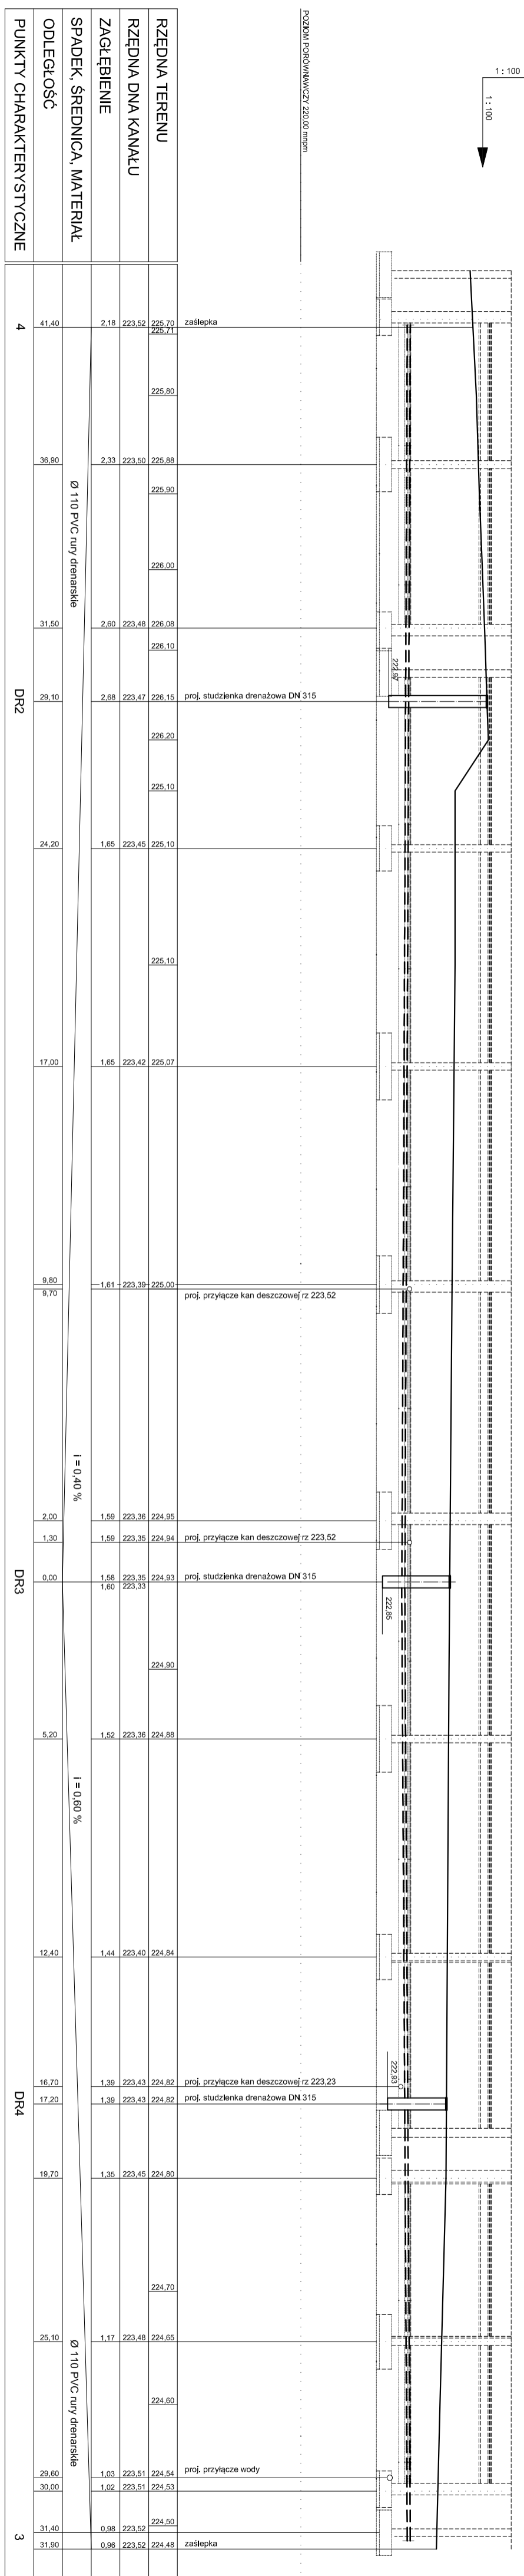 1 : 100
1 : 100
POZIOM PORÓWNAWCZY 220.00 mnpm
RZĘDNA TERENU
RZĘDNA DNA KANAŁU
ZAGŁĘBIENIE
SPADEK, ŚREDNICA, MATERIAŁ
ODLEGŁOŚĆ
PUNKTY CHARAKTERYSTYCZNE
4 41,40 2,18 223,52 225,70 zaślepka
225,71
225,80
36,90 2,33 223,50 225,88
225,90
Ø 110 PVC rury drenarskie
226,00
31,50 2,60 223,48 226,08
226,10
222,97
DR2 29,10 2,68 223,47 226,15 proj. studzienka drenażowa DN 315
226,20
225,10
24,20 1,65 223,45 225,10
225,10
17,00 1,65 223,42 225,07
9,80 1,61 223,39 225,00
9,70 proj. przyłącze kan deszczowej rz 223,52
i = 0,40 %
2,00 1,59 223,36 224,95
1,30 1,59 223,35 224,94 proj. przyłącze kan deszczowej rz 223,52
DR3 0,00 1,58 223,35 224,93 proj. studzienka drenażowa DN 315
1,60 223,33
222,85
224,90
5,20 1,52 223,36 224,88
i = 0,60 %
12,40 1,44 223,40 224,84
222,93
16,70 1,39 223,43 224,82 proj. przyłącze kan deszczowej rz 223,23
DR4 17,20 1,39 223,43 224,82 proj. studzienka drenażowa DN 315
19,70 1,35 223,45 224,80
224,70
25,10 1,17 223,48 224,65
Ø 110 PVC rury drenarskie
224,60
29,60 1,03 223,51 224,54 proj. przyłącze wody
30,00 1,02 223,51 224,53
224,50
31,40 0,98 223,52
3 31,90 0,96 223,52 224,48 zaślepka